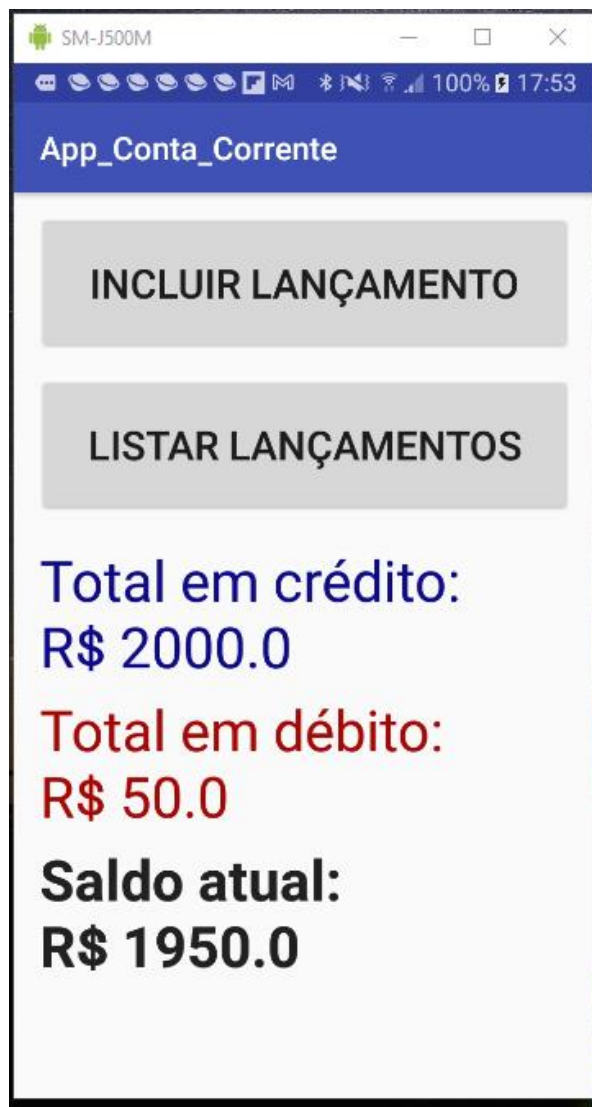 SM-J500M
100% 17:53
App_Conta_Corrente
INCLUIR LANÇAMENTO
LISTAR LANÇAMENTOS
Total em crédito:
R$ 2000.0
Total em débito:
R$ 50.0
Saldo atual:
R$ 1950.0